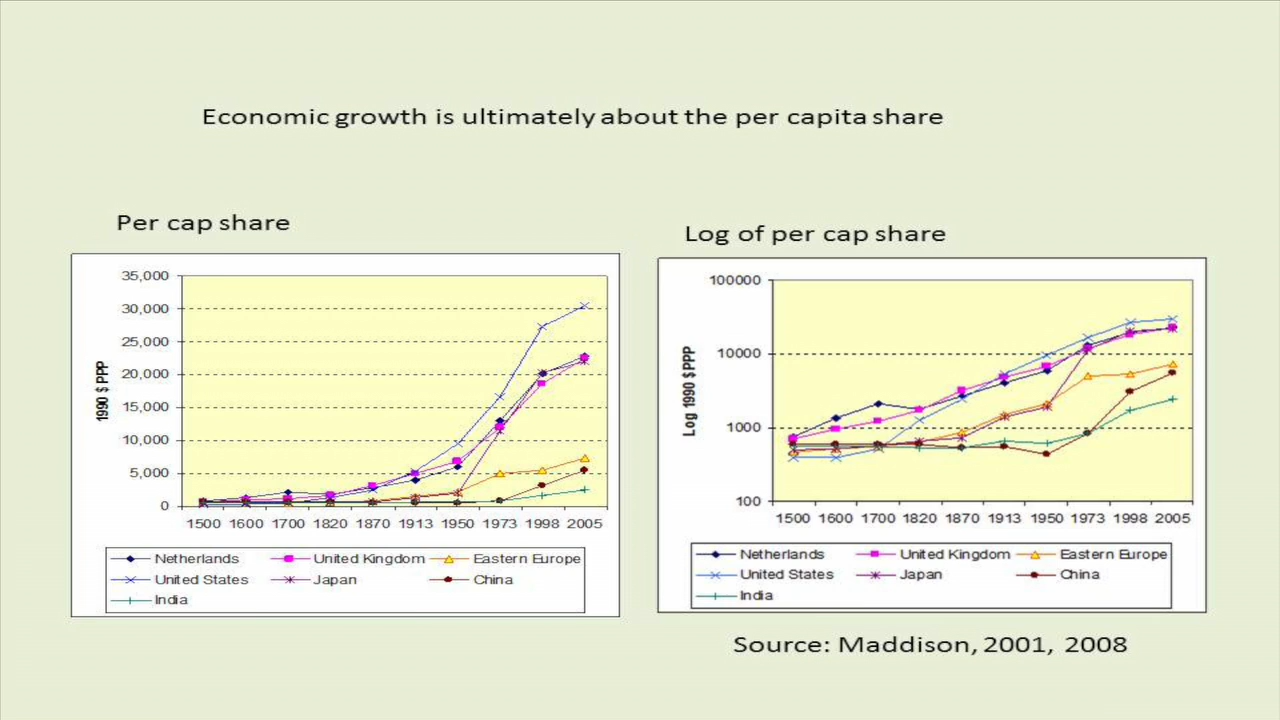 Economic growth is ultimately about the per capita share
Per cap share
Log of per cap share
35,000
30,000
25,000
20,000
15,000
10,000
5,000
0
1990 $ PPP
1500 1600 1700 1820 1870 1913 1950 1973 1998 2005
Netherlands United Kingdom Eastern Europe
United States Japan China
India
100000
10000
1000
100
Log 1990 $PPP
1500 1600 1700 1820 1870 1913 1950 1973 1998 2005
Netherlands United Kingdom Eastern Europe
United States Japan China
India
Source: Maddison, 2001, 2008